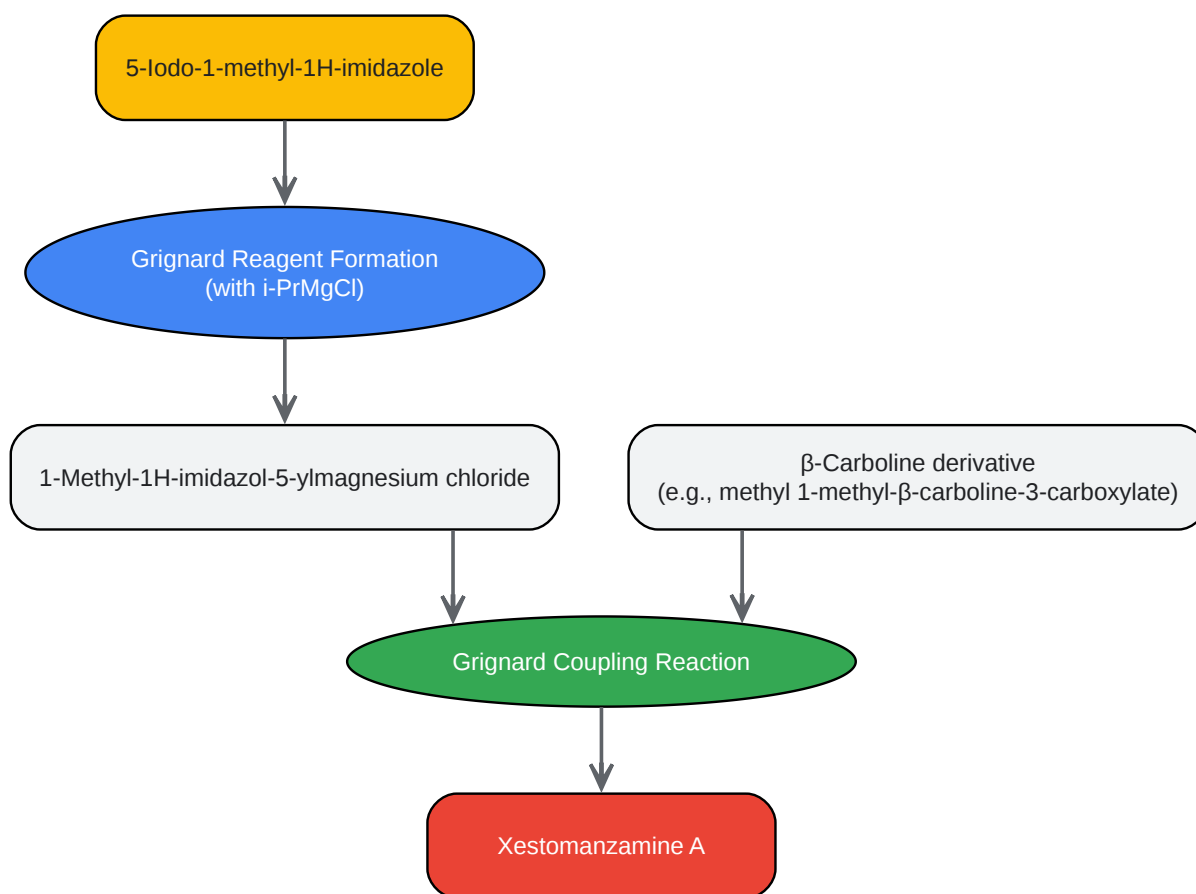 5-Iodo-1-methyl-1H-imidazole
Grignard Reagent Formation
(with i-PrMgCl)
1-Methyl-1H-imidazol-5-ylmagnesium chloride
β-Carboline derivative
(e.g., methyl 1-methyl-β-carboline-3-carboxylate)
Grignard Coupling Reaction
Xestomanzamine A